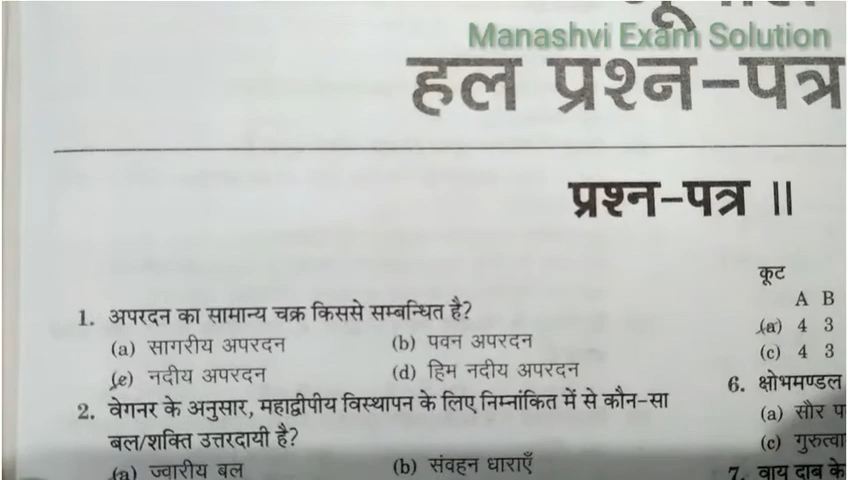 Manashvi Exam Solution
हल प्रश्न-पत्र
प्रश्न-पत्र II
1. अपरदन का सामान्य चक्र किससे सम्बन्धित है?
(a) सागरीय अपरदन (b) पवन अपरदन
(c) नदीय अपरदन (d) हिम नदीय अपरदन
2. वेगनर के अनुसार, महाद्वीपीय विस्थापन के लिए निम्नांकित में से कौन-सा
बल/शक्ति उत्तरदायी है?
(a) ज्वारीय बल (b) संवहन धाराएँ
कूट
A B
(a) 4 3
(c) 4 3
6. क्षोभमण्डल
(a) सौर
(c)
7. वायु दाब के